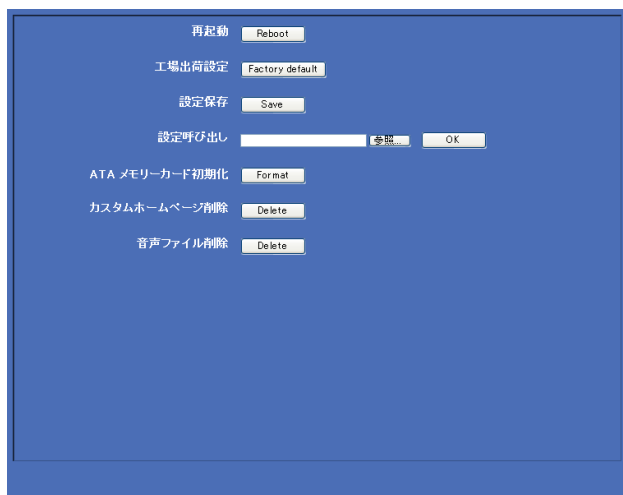 再起動 Reboot
工場出荷設定 Factory default
設定保存 Save
設定呼び出し 参照... OK
ATA メモリーカード初期化 Format
カスタムホームページ削除 Delete
音声ファイル削除 Delete